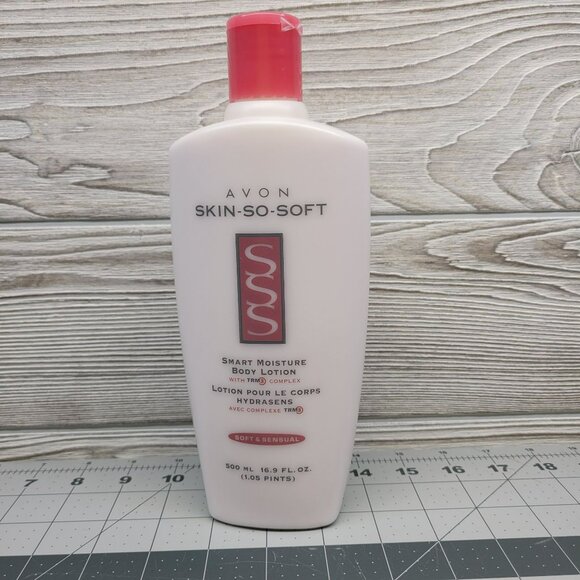 AVON
SKIN-SO-SOFT
SSS
SMART MOISTURE
BODY LOTION
WITH TRM3 COMPLEX
LOTION POUR LE CORPS
HYDRASENS
AVEC COMPLEXE TRM3
SOFT & SENSUAL
500 ML 16.9 FL.OZ.
(1.05 PINTS)
7 8 9 10 14 15 16 17 18